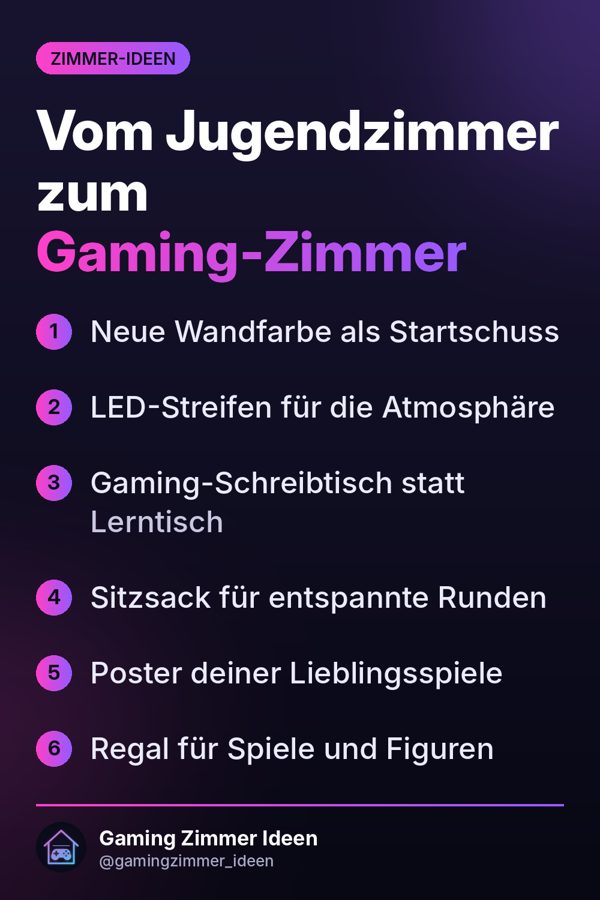 ZIMMER-IDEEN
Vom Jugendzimmer
zum
Gaming-Zimmer
1 Neue Wandfarbe als Startschuss
2 LED-Streifen für die Atmosphäre
3 Gaming-Schreibtisch statt
Lerntisch
4 Sitzsack für entspannte Runden
5 Poster deiner Lieblingsspiele
6 Regal für Spiele und Figuren
Gaming Zimmer Ideen
@gamingzimmer_ideen